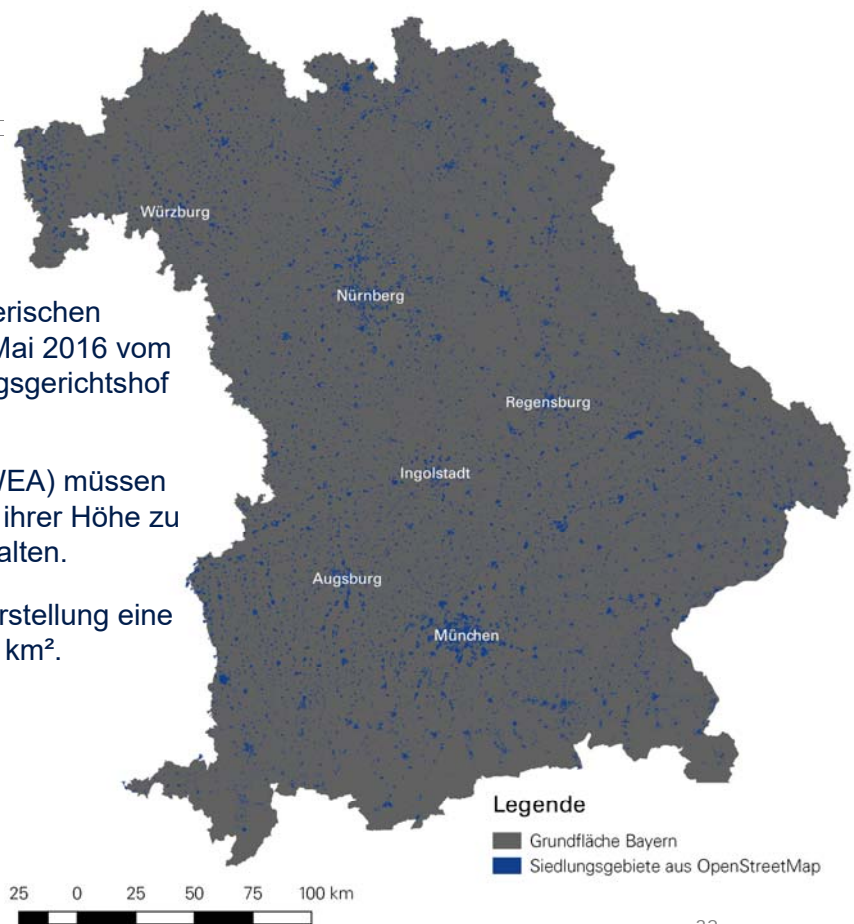 Würzburg
Nürnberg
erischen
Mai 2016 vom
gsgerichtshof
Regensburg
Ingolstadt
/EA) müssen
ihrer Höhe zu
alten.
Augsburg
rstellung eine
München
km².
Legende
Grundfläche Bayern
Siedlungsgebiete aus OpenStreetMap
25 0 25 50 75 100 km